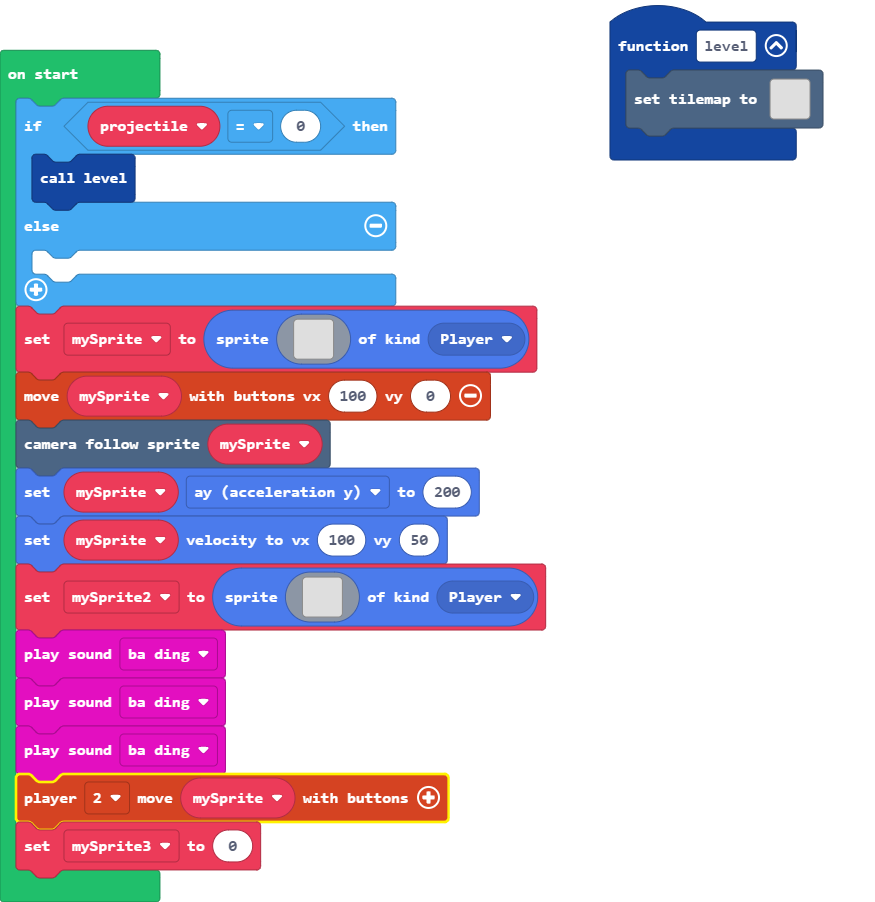 on start
if projectile = 0 then
call level
else
set mySprite to sprite of kind Player
move mySprite with buttons vx 100 vy 0
camera follow sprite mySprite
set mySprite ay (acceleration y) to 200
set mySprite velocity to vx 100 vy 50
set mySprite2 to sprite of kind Player
play sound ba ding
play sound ba ding
play sound ba ding
player 2 move mySprite with buttons
set mySprite3 to 0
function level
set tilemap to